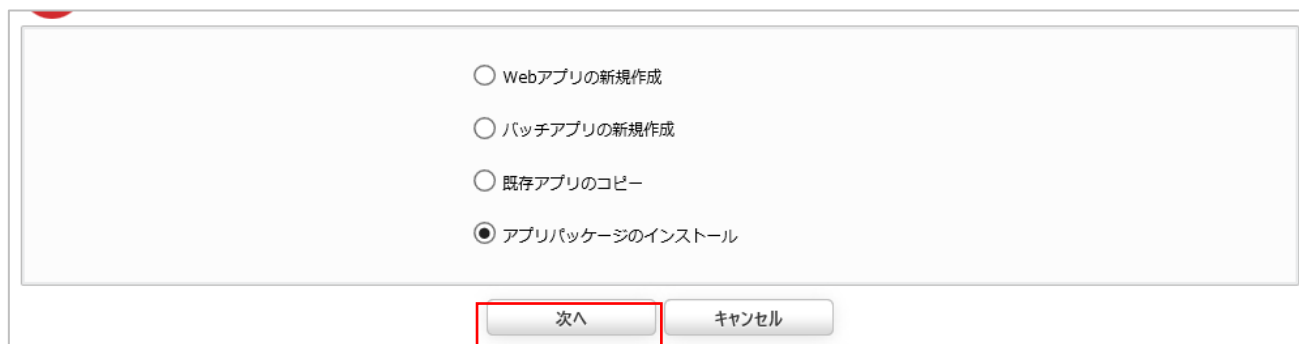 Webアプリの新規作成
バッチアプリの新規作成
既存アプリのコピー
アプリパッケージのインストール
次へ
キャンセル